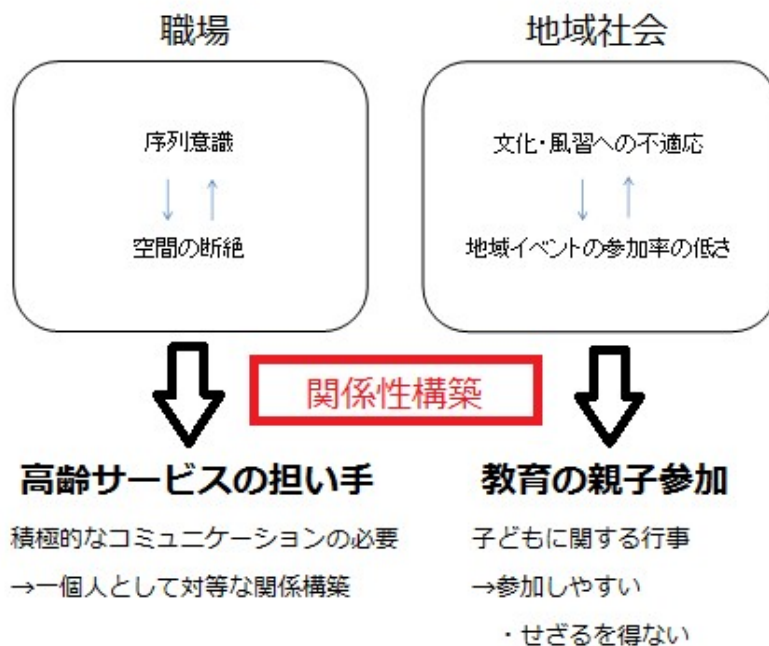 職場
序列意識
空間の断絶
地域社会
文化・風習への不適応
地域イベントの参加率の低さ
関係性構築
高齢サービスの担い手
積極的なコミュニケーションの必要
→一個人として対等な関係構築
教育の親子参加
子どもに関する行事
→参加しやすい
・せざるを得ない